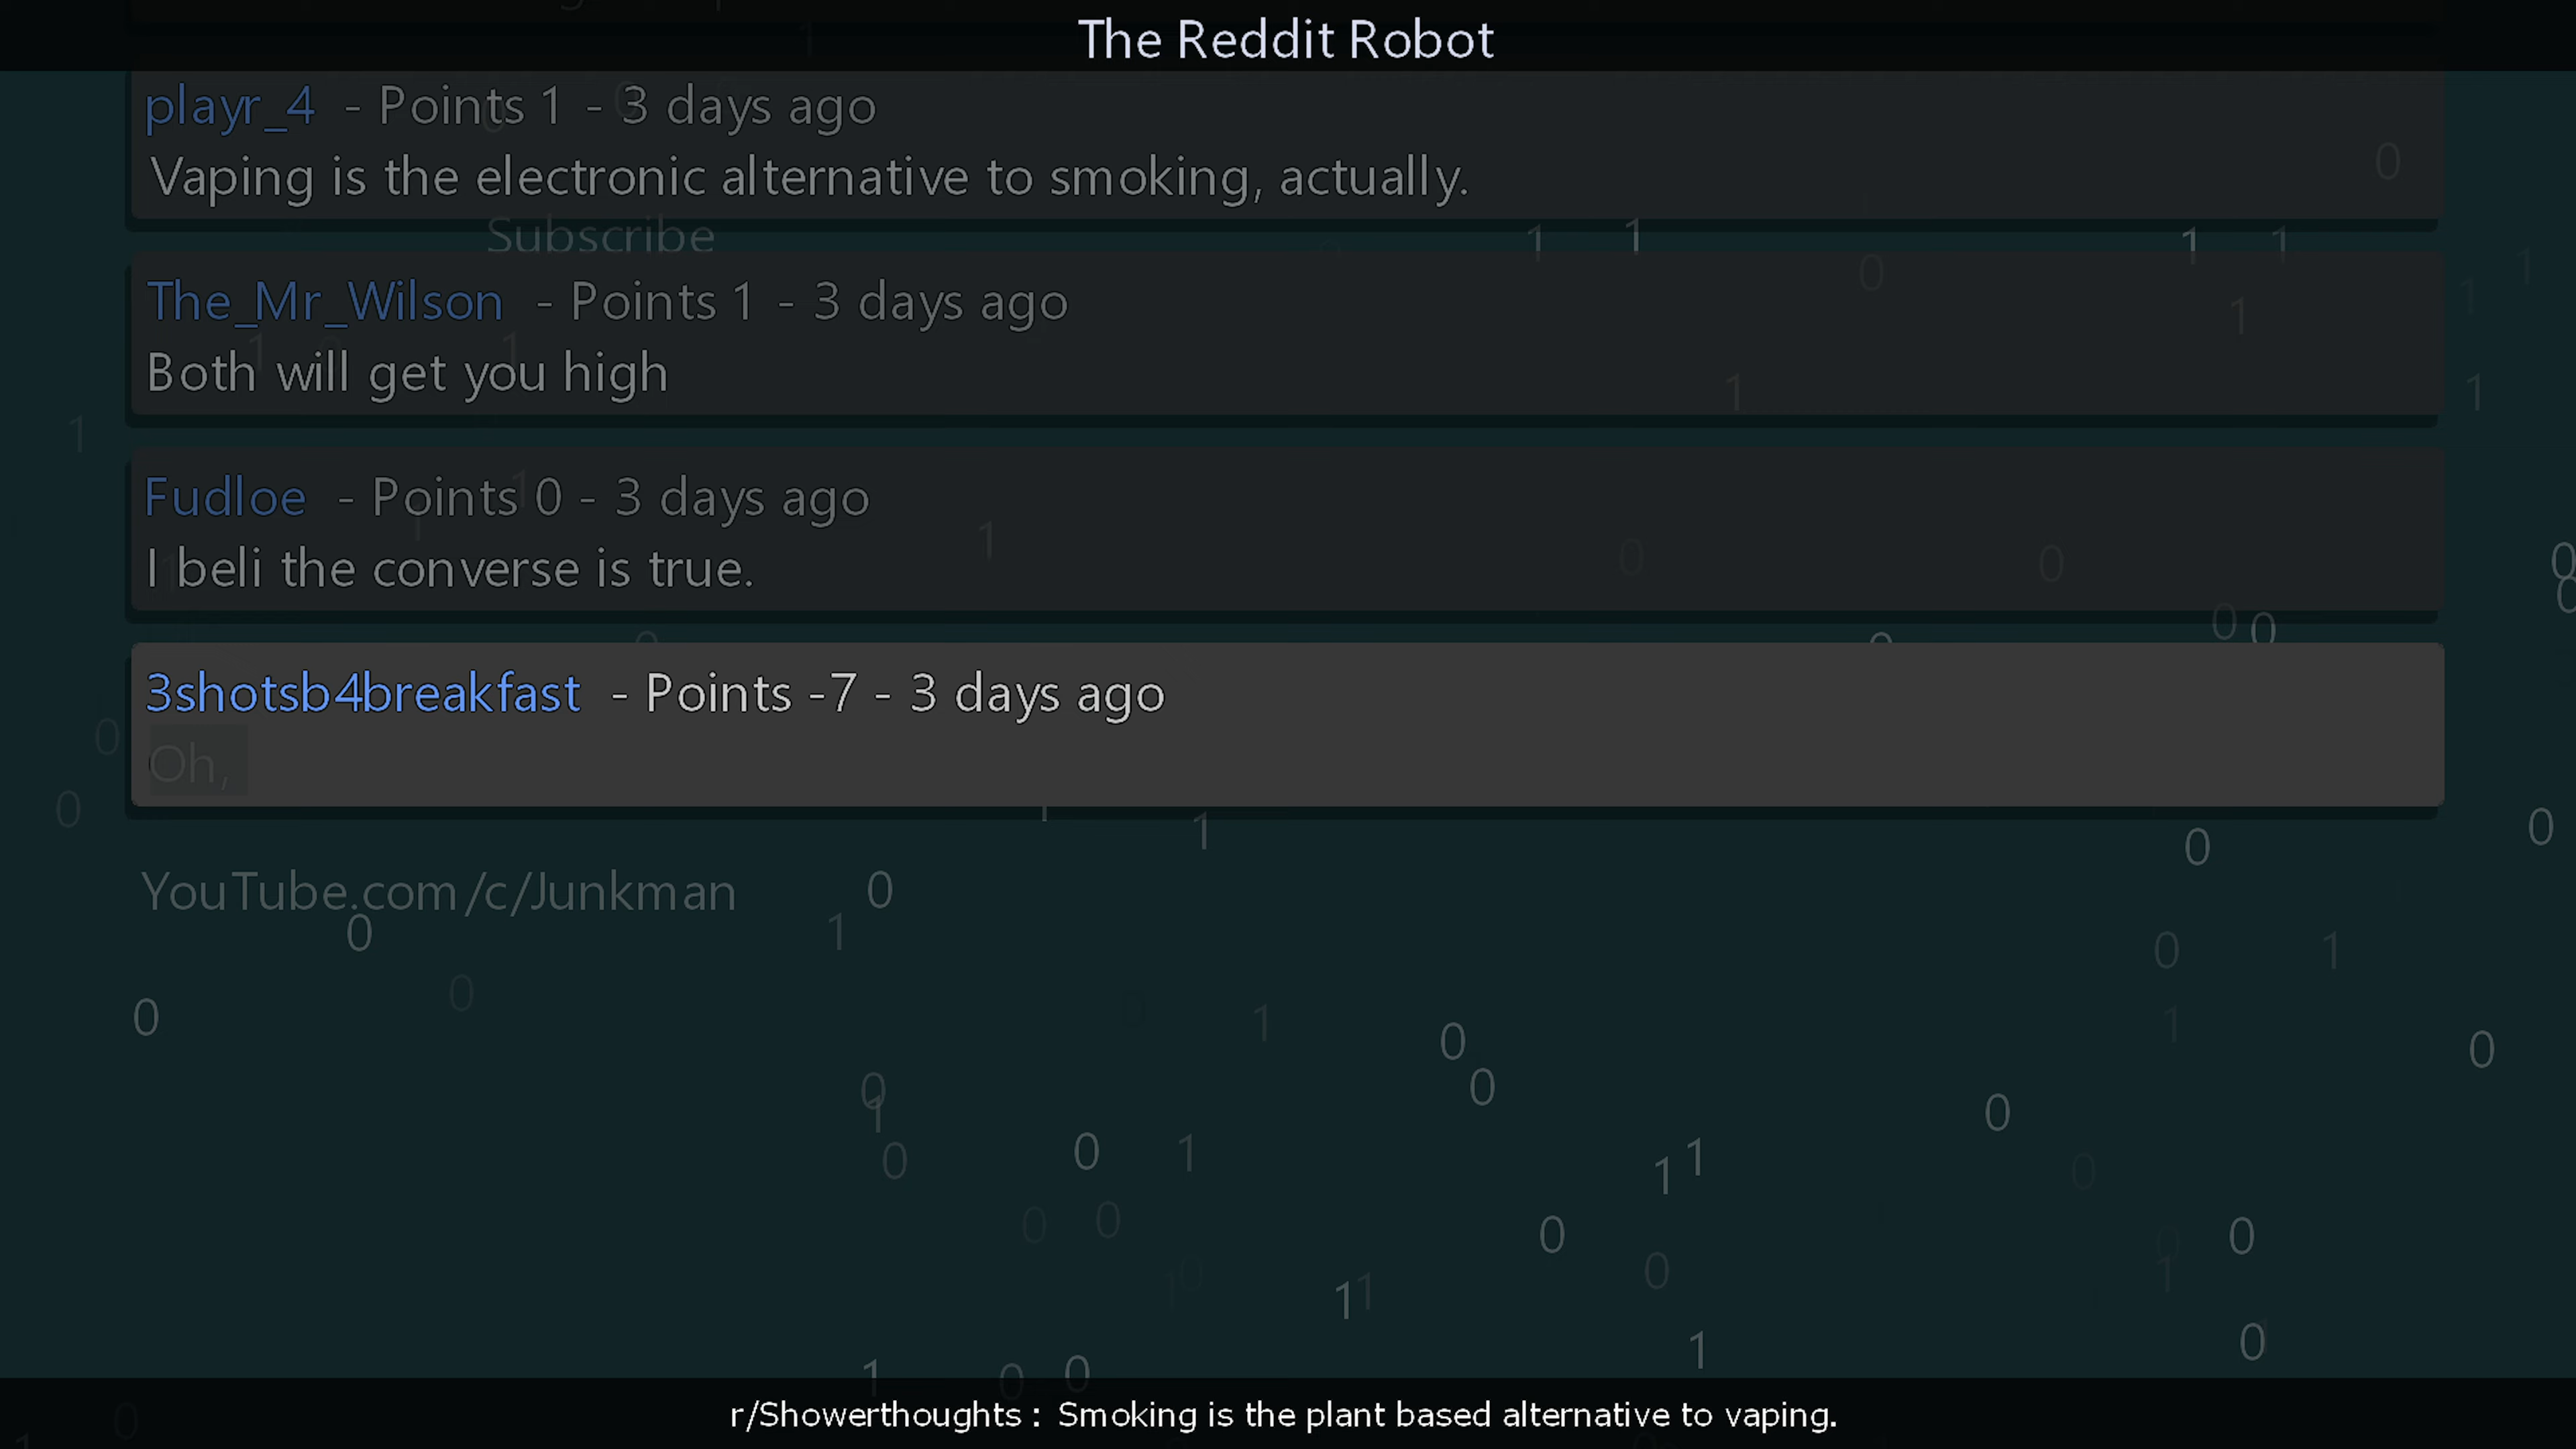 The Reddit Robot
playr_4 - Points 1 - 3 days ago
Vaping is the electronic alternative to smoking, actually.
Subscribe
The_Mr_Wilson - Points 1 - 3 days ago
Both will get you high
Fudloe - Points 0 - 3 days ago
I beli the converse is true.
3shotsb4breakfast - Points -7 - 3 days ago
Oh,
YouTube.com/c/Junkman
r/Showerthoughts : Smoking is the plant based alternative to vaping.